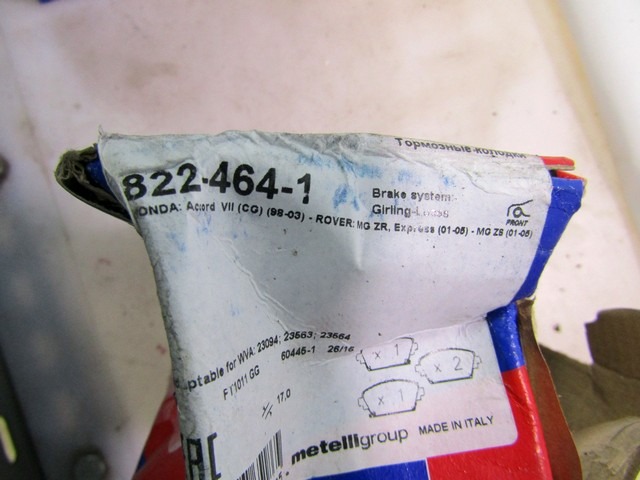 Тормозные колодки
822-464-1
Brake system:
Girling-Lucas
ONDA: Accord VII (CG) (98-03) - ROVER: MG ZR, Express (01-05) - MG ZS (01-05)
FRONT
ptable for WVA: 23094; 23563; 23564
60446-1 26/16
FT1011 GG
17,0
x 1
x 2
x 1
metelligroup MADE IN ITALY